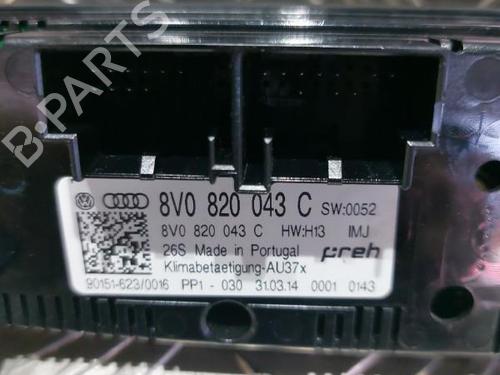 B-PARTS
8V0 820 043 C SW:0052
8V0 820 043 C HW:H13 IMJ
26S Made in Portugal preh
Klimabetaetigung-AU37x
90151-623/0016 PP1-030 31.03.14 0001 0143